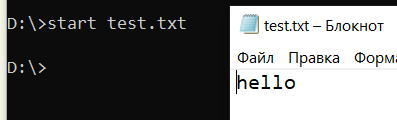 D:\>start test.txt
D:\>
test.txt – Блокнот
Файл Правка Форма
hello